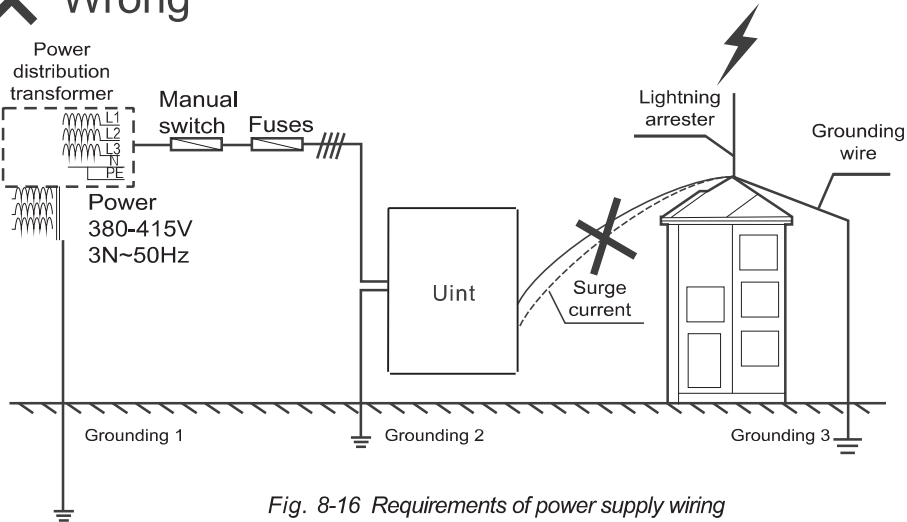 Wrong
Power
distribution
transformer
L1
L2
L3
N
PE
Manual
switch
Fuses
Power
380-415V
3N~50Hz
Uint
Surge
current
Lightning
arrester
Grounding
wire
Grounding 1
Grounding 2
Grounding 3
Fig. 8-16 Requirements of power supply wiring